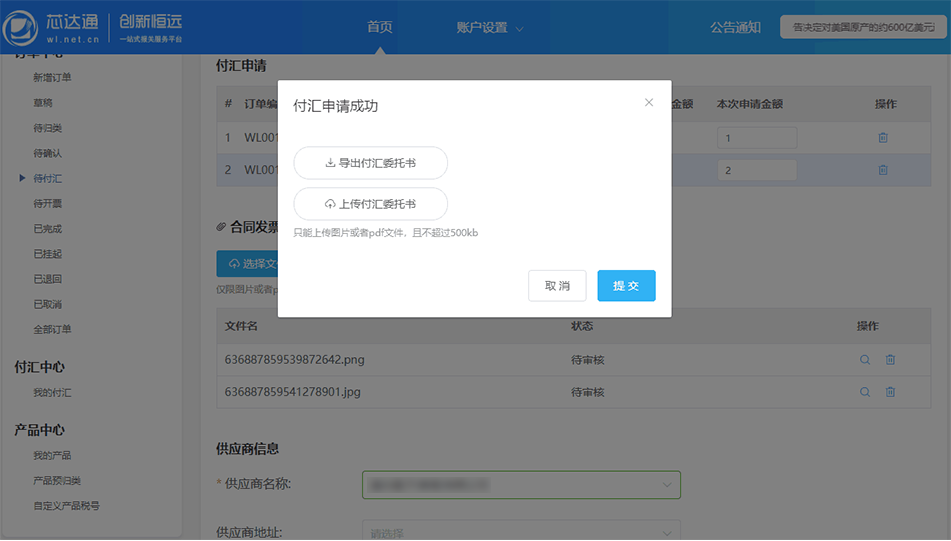 芯达通 创新恒远
wl.net.cn 一站式报关服务平台
首页 账户设置 公告通知 告决定对美国原产的约600亿美元
订单中心
新增订单
草稿
待归类
待确认
待付汇
待开票
已完成
已挂起
已退回
已取消
全部订单
付汇中心
我的付汇
产品中心
我的产品
产品预归类
自定义产品税号
付汇申请
# 订单编 金额 本次申请金额 操作
1 WL001 1
2 WL001 2
合同发票
选择文
仅限图片或者p
文件名 状态 操作
636887859539872642.png 待审核
636887859541278901.jpg 待审核
供应商信息
* 供应商名称:
供应商地址: 请选择
付汇申请成功
导出付汇委托书
上传付汇委托书
只能上传图片或者pdf文件，且不超过500kb
取消 提交